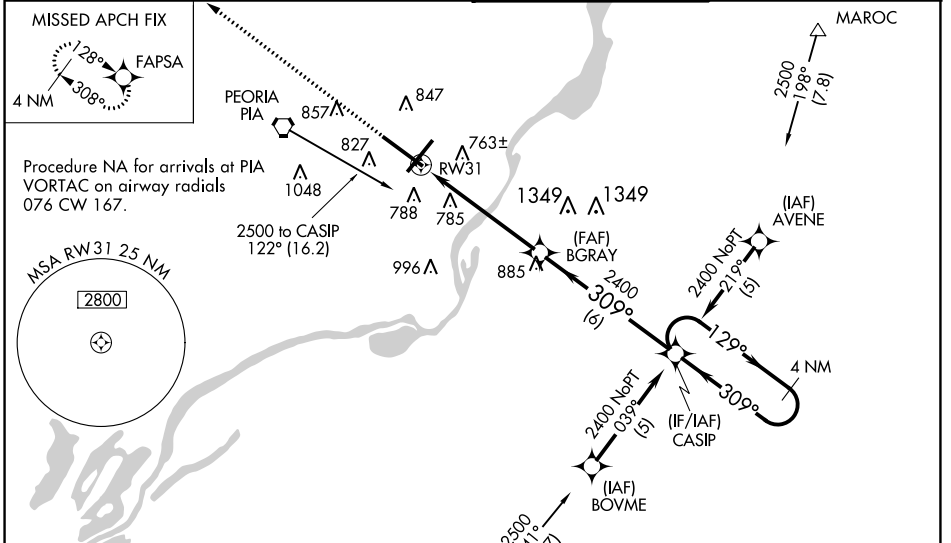 MISSED APCH FIX
128°
FAPSA
308°
4 NM
MAROC
2500
198°
(7.8)
PEORIA
PIA
857
847
827
763±
RW31
1048
788
785
Procedure NA for arrivals at PIA
VORTAC on airway radials
076 CW 167.
2500 to CASIP
122° (16.2)
1349
1349
(IAF)
AVENE
(FAF)
BGRAY
996
885
2400 NoPT
219°
(5)
2400
309°
(6)
MSA RW31 25 NM
2800
129°
4 NM
309°
(IF/IAF)
CASIP
2400 NoPT
039°
(5)
(IAF)
BOVME
2500